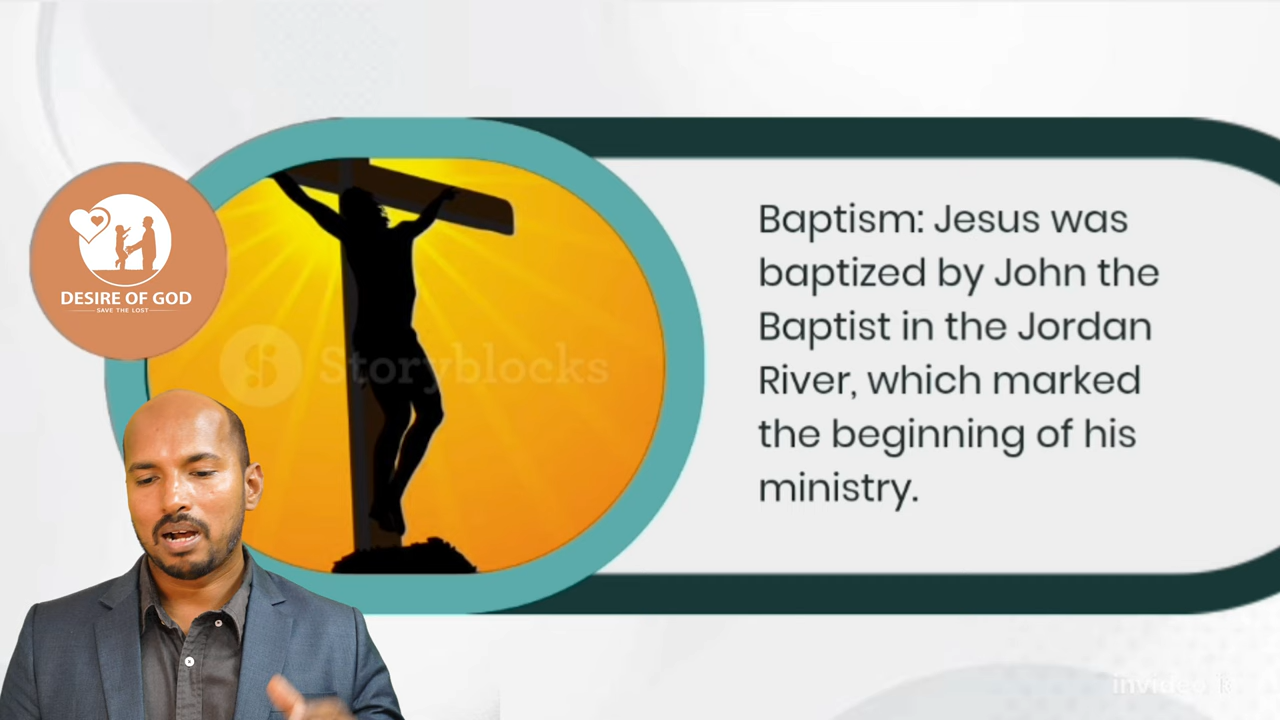 DESIRE OF GOD
SAVE THE LOST
Storyblocks
Baptism: Jesus was
baptized by John the
Baptist in the Jordan
River, which marked
the beginning of his
ministry.